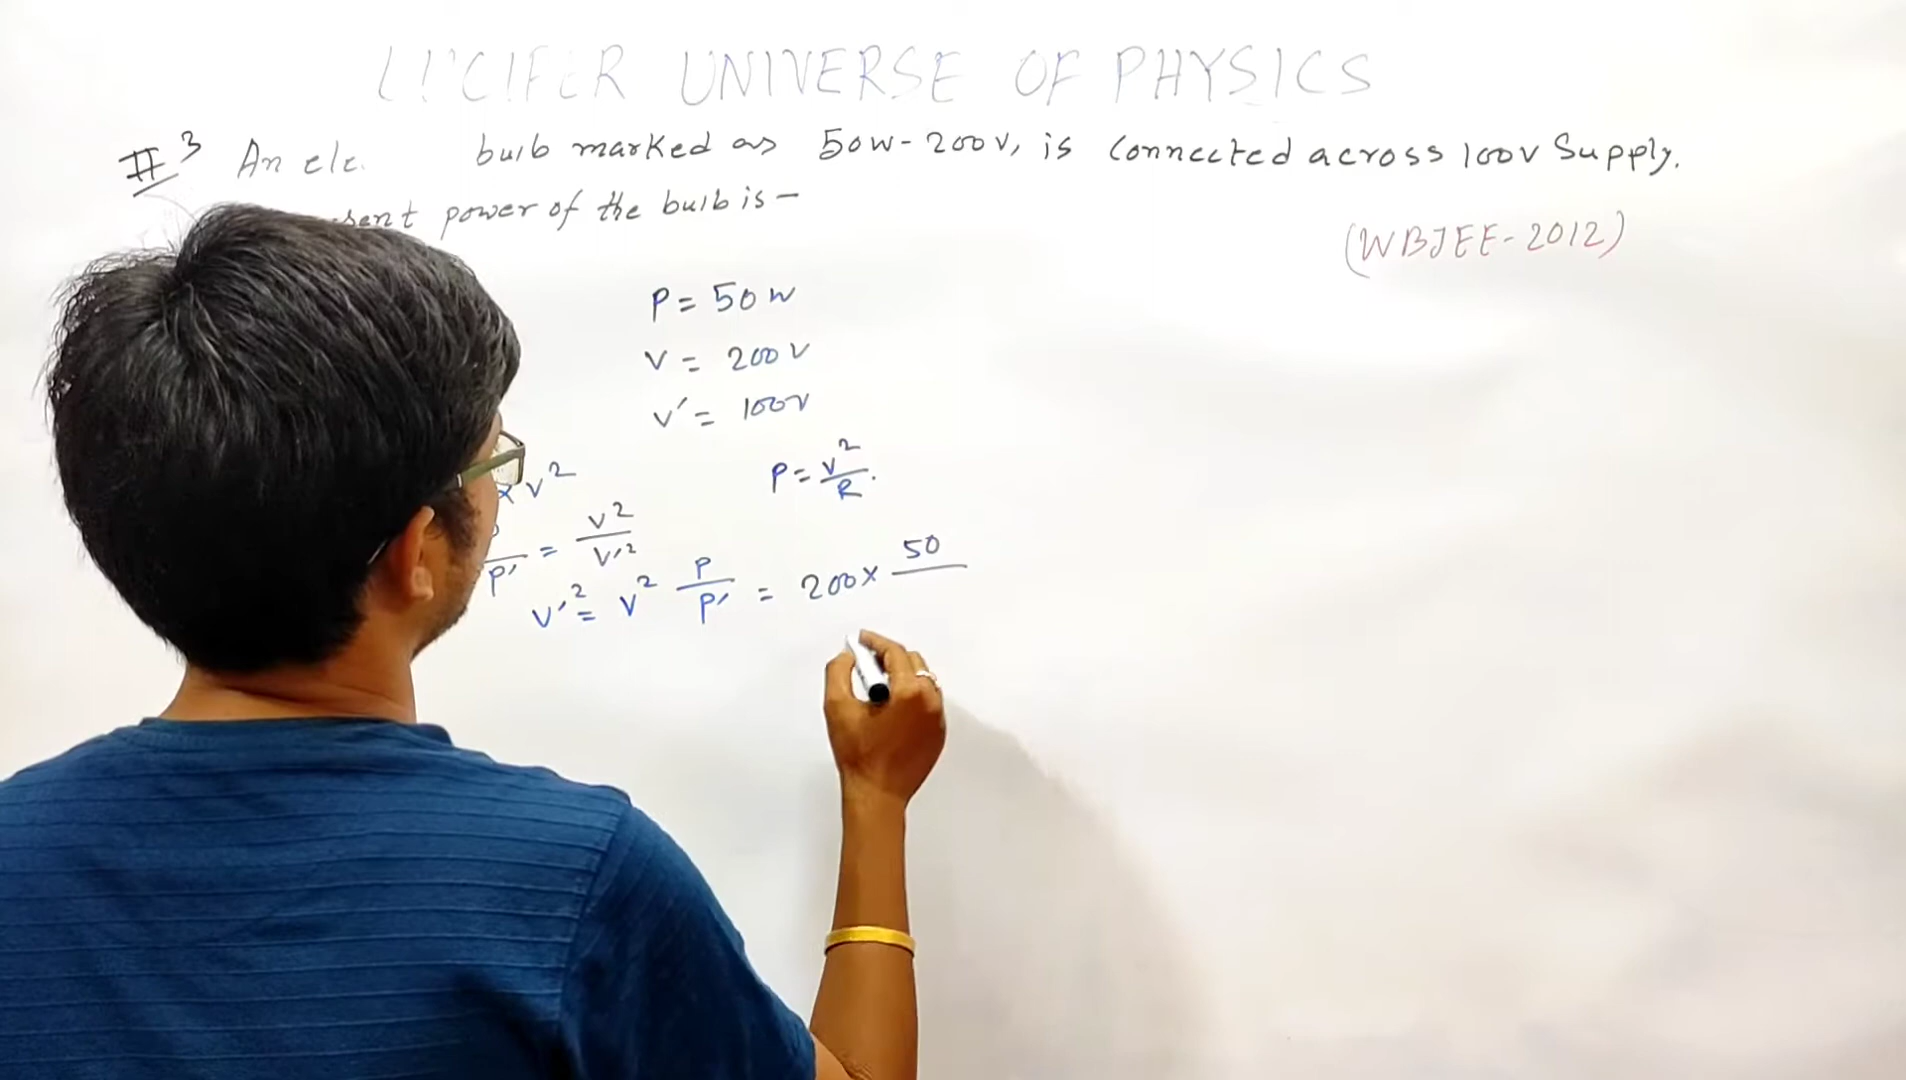 LUCIFER UNIVERSE OF PHYSICS
#3 An ele. bulb marked as 50W-200V, is connected across 100V Supply.
power of the bulb is —
(WBJEE-2012)
P = 50W
V = 200V
V' = 100V
∝ V²
P = V²/R.
P' = V²/V'²
V'² = V² P/P' = 200 × 50